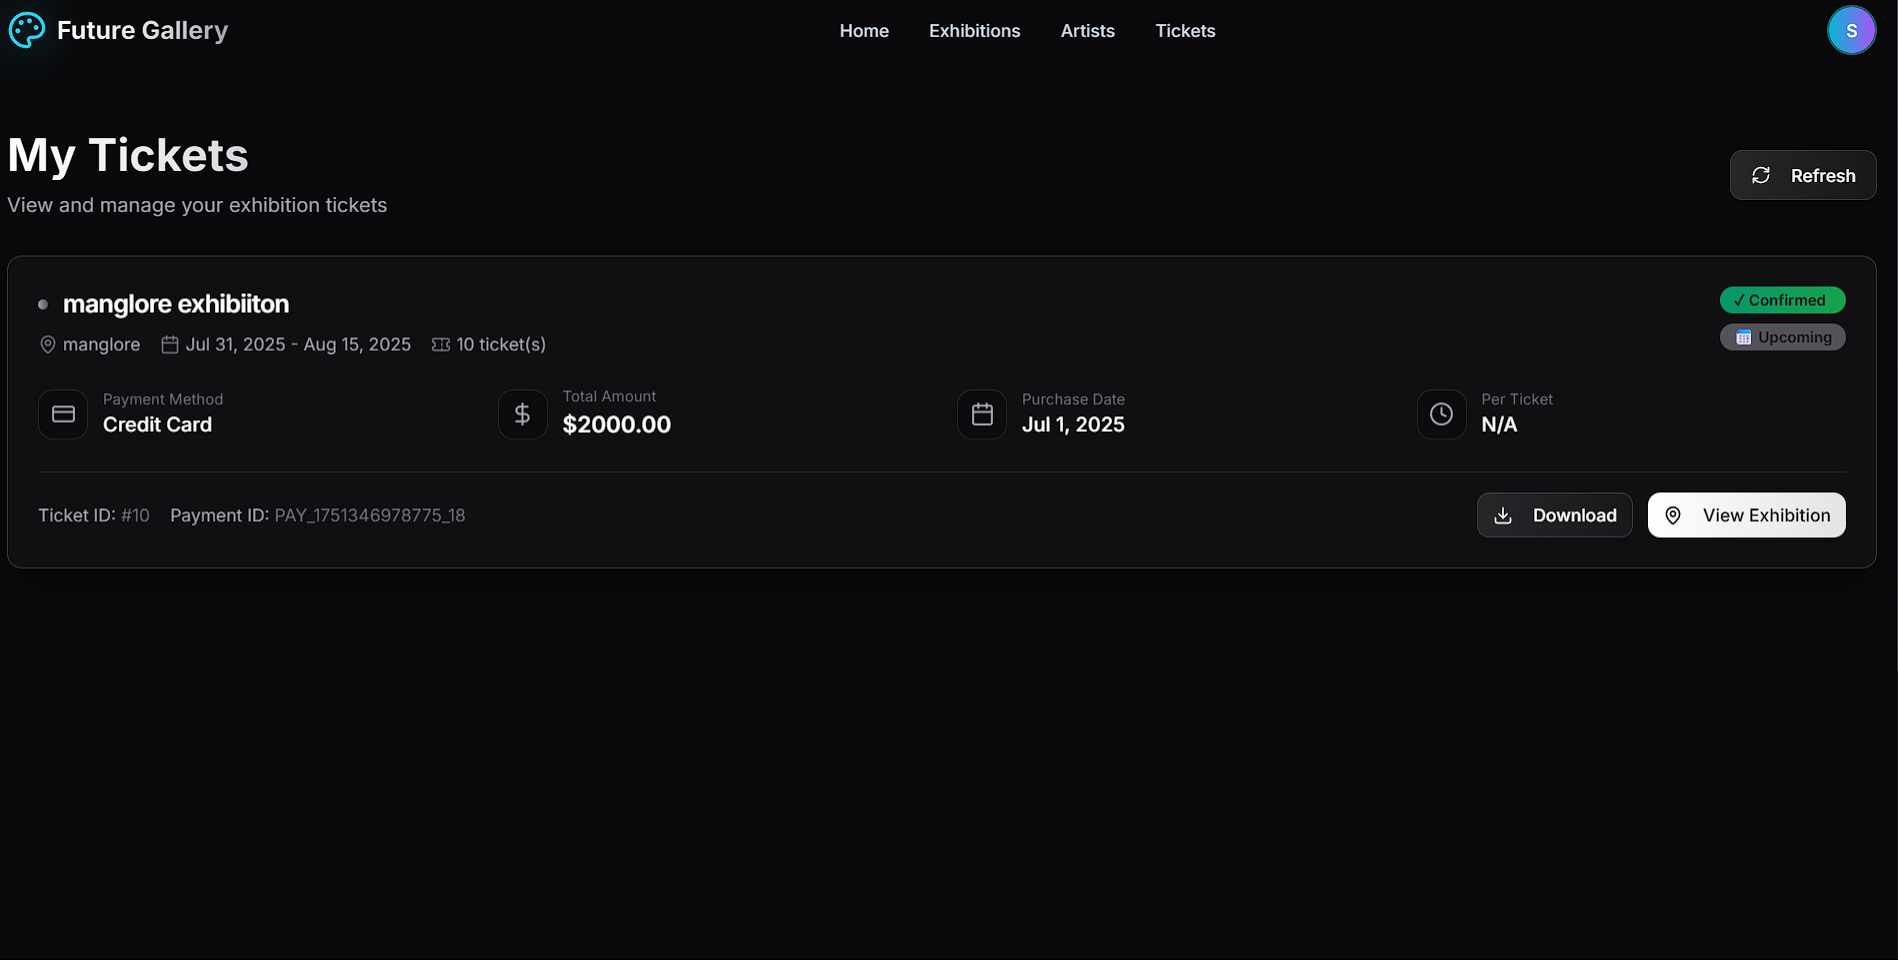 Future Gallery
Home Exhibitions Artists Tickets
S
My Tickets
View and manage your exhibition tickets
Refresh
manglore exhibiiton
✓ Confirmed
manglore Jul 31, 2025 - Aug 15, 2025 10 ticket(s)
Upcoming
Payment Method
Credit Card
Total Amount
$2000.00
Purchase Date
Jul 1, 2025
Per Ticket
N/A
Ticket ID: #10 Payment ID: PAY_1751346978775_18
Download
View Exhibition